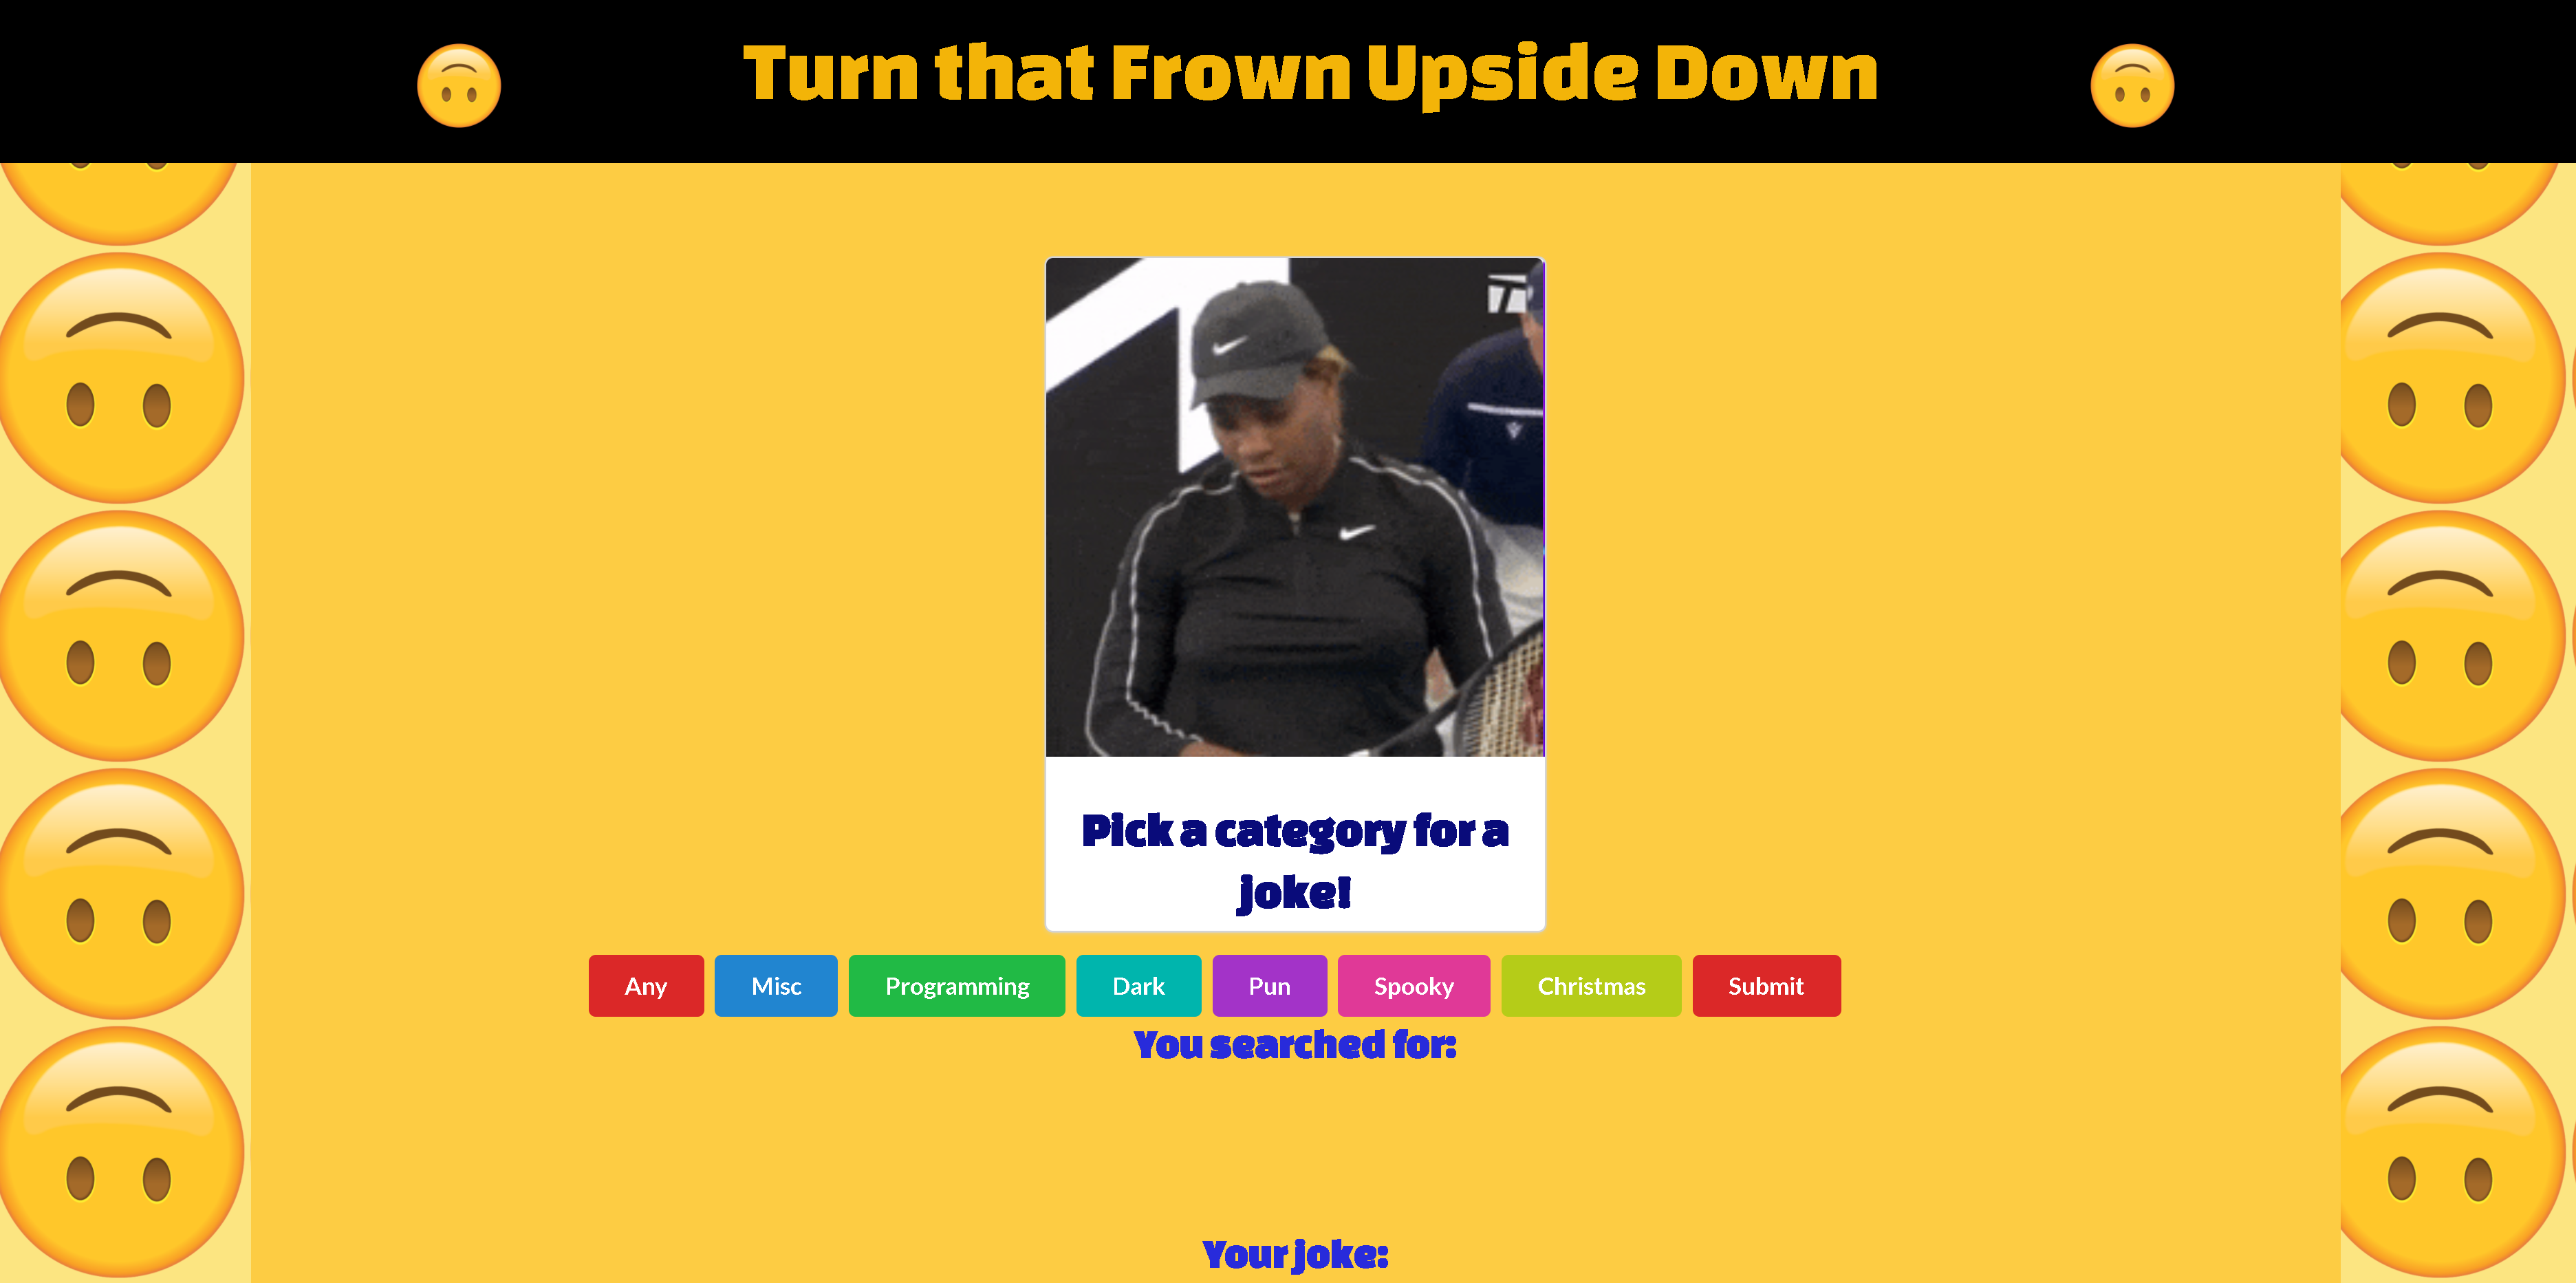 Turn that Frown Upside Down
T
Pick a category for a
joke!
Any Misc Programming Dark Pun Spooky Christmas Submit
You searched for:
Your joke: